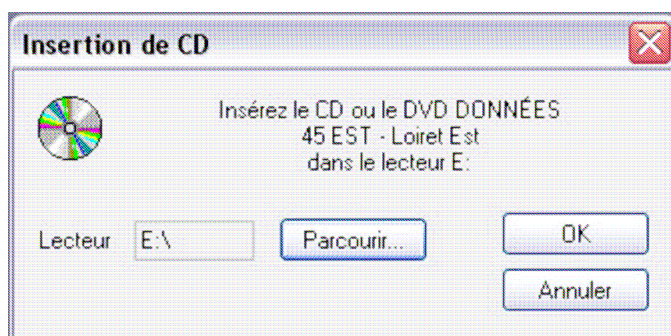 Insertion de CD
Insérez le CD ou le DVD DONNÉES
45 EST - Loiret Est
dans le lecteur E:
Lecteur E:\ Parcourir... OK
Annuler